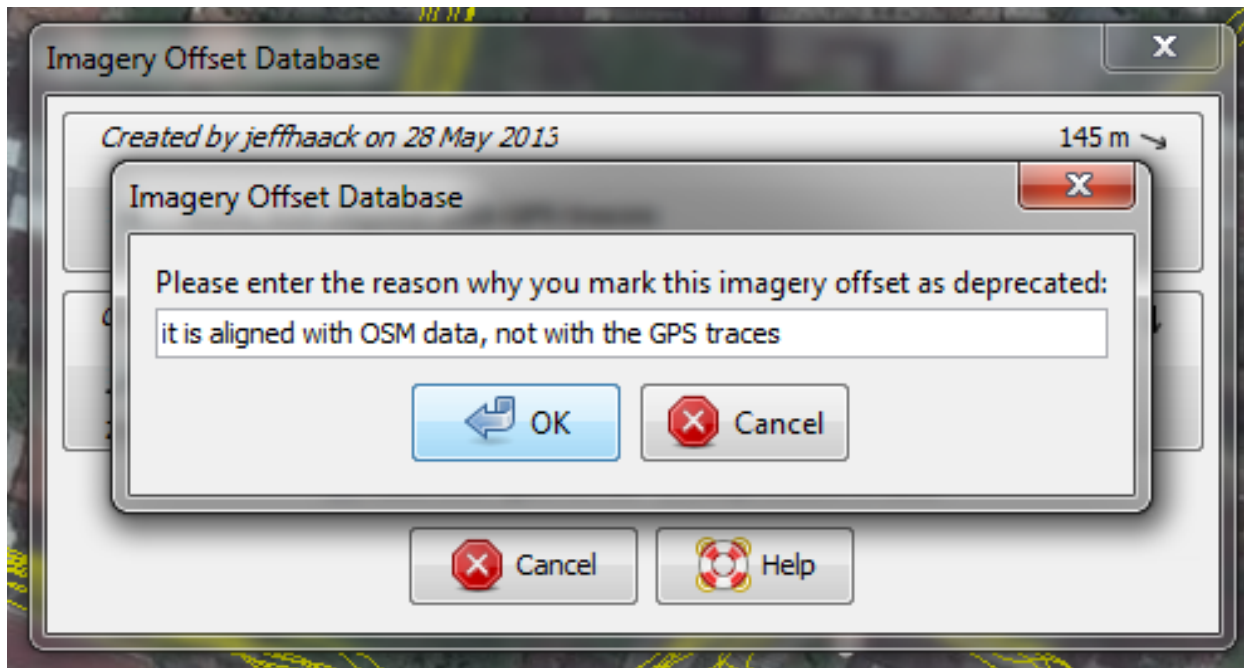 Imagery Offset Database
Created by jeffhaack on 28 May 2013
145 m
Imagery Offset Database
Please enter the reason why you mark this imagery offset as deprecated:
it is aligned with OSM data, not with the GPS traces
OK
Cancel
Cancel
Help